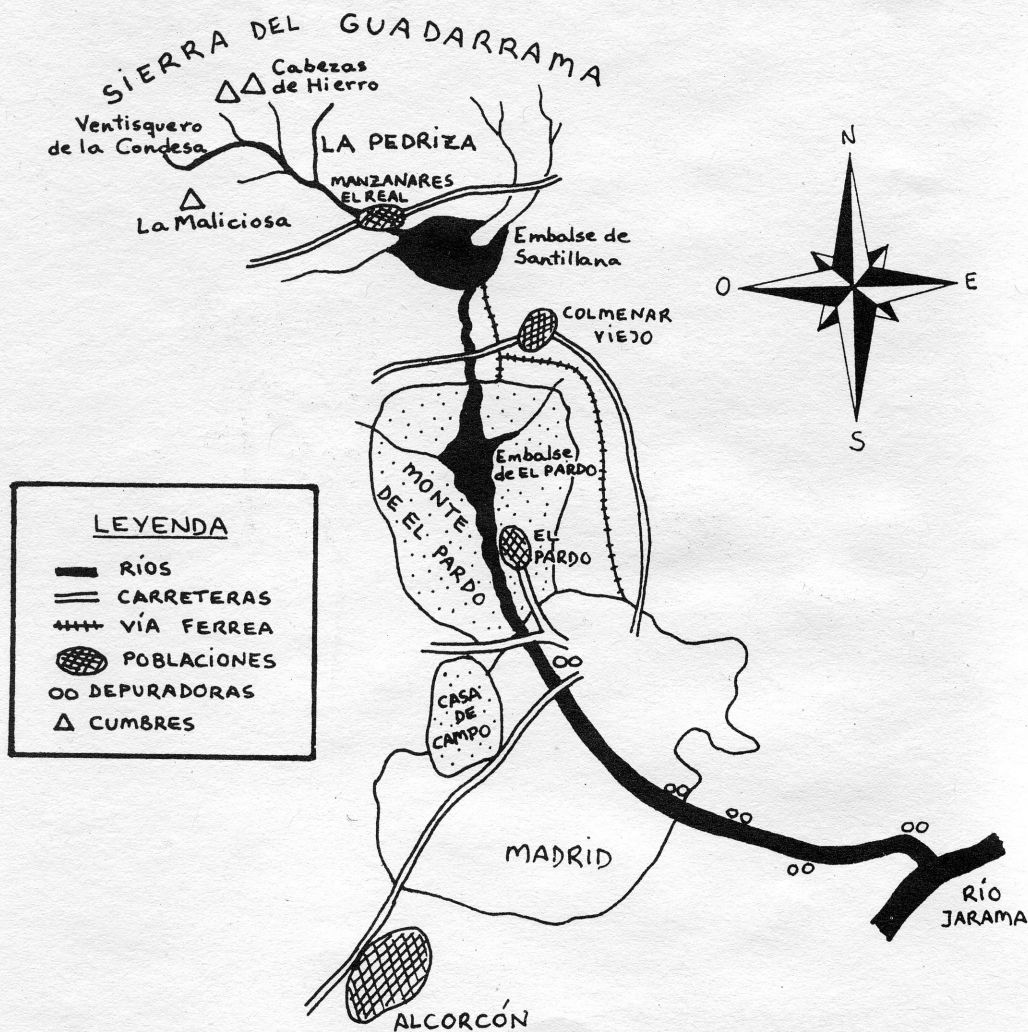 SIERRA DEL GUADARRAMA
Cabezas
de Hierro
Ventisquero
de la Condesa
LA PEDRIZA
MANZANARES
EL REAL
La Maliciosa
Embalse de
Santillana
N
O
E
S
COLMENAR
VIEJO
Embalse
de EL PARDO
MONTE
DE EL PARDO
EL
PARDO
LEYENDA
RÍOS
CARRETERAS
VÍA FERREA
POBLACIONES
DEPURADORAS
CUMBRES
CASA
DE
CAMPO
MADRID
RÍO
JARAMA
ALCORCÓN